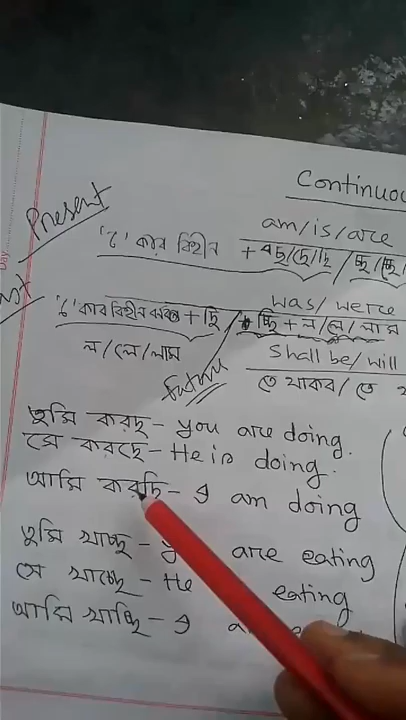 Continuou
Present
am/is/are
'ে' কার বিহীন + ছ/ছে/ছি / চ্ছ/
was/were
'ে' কার বিহীন + ছি / চ্ছি + ল/লে/লাম
ল/লে/লাম
Shall be/will
Future
তে থাকব/তে
তুমি করছ - You are doing.
সে করছে - He is doing.
আমি করছি - I am doing
তুমি খাচ্ছ - are eating
সে খাচ্ছে - He eating
আমি খাচ্ছি - I